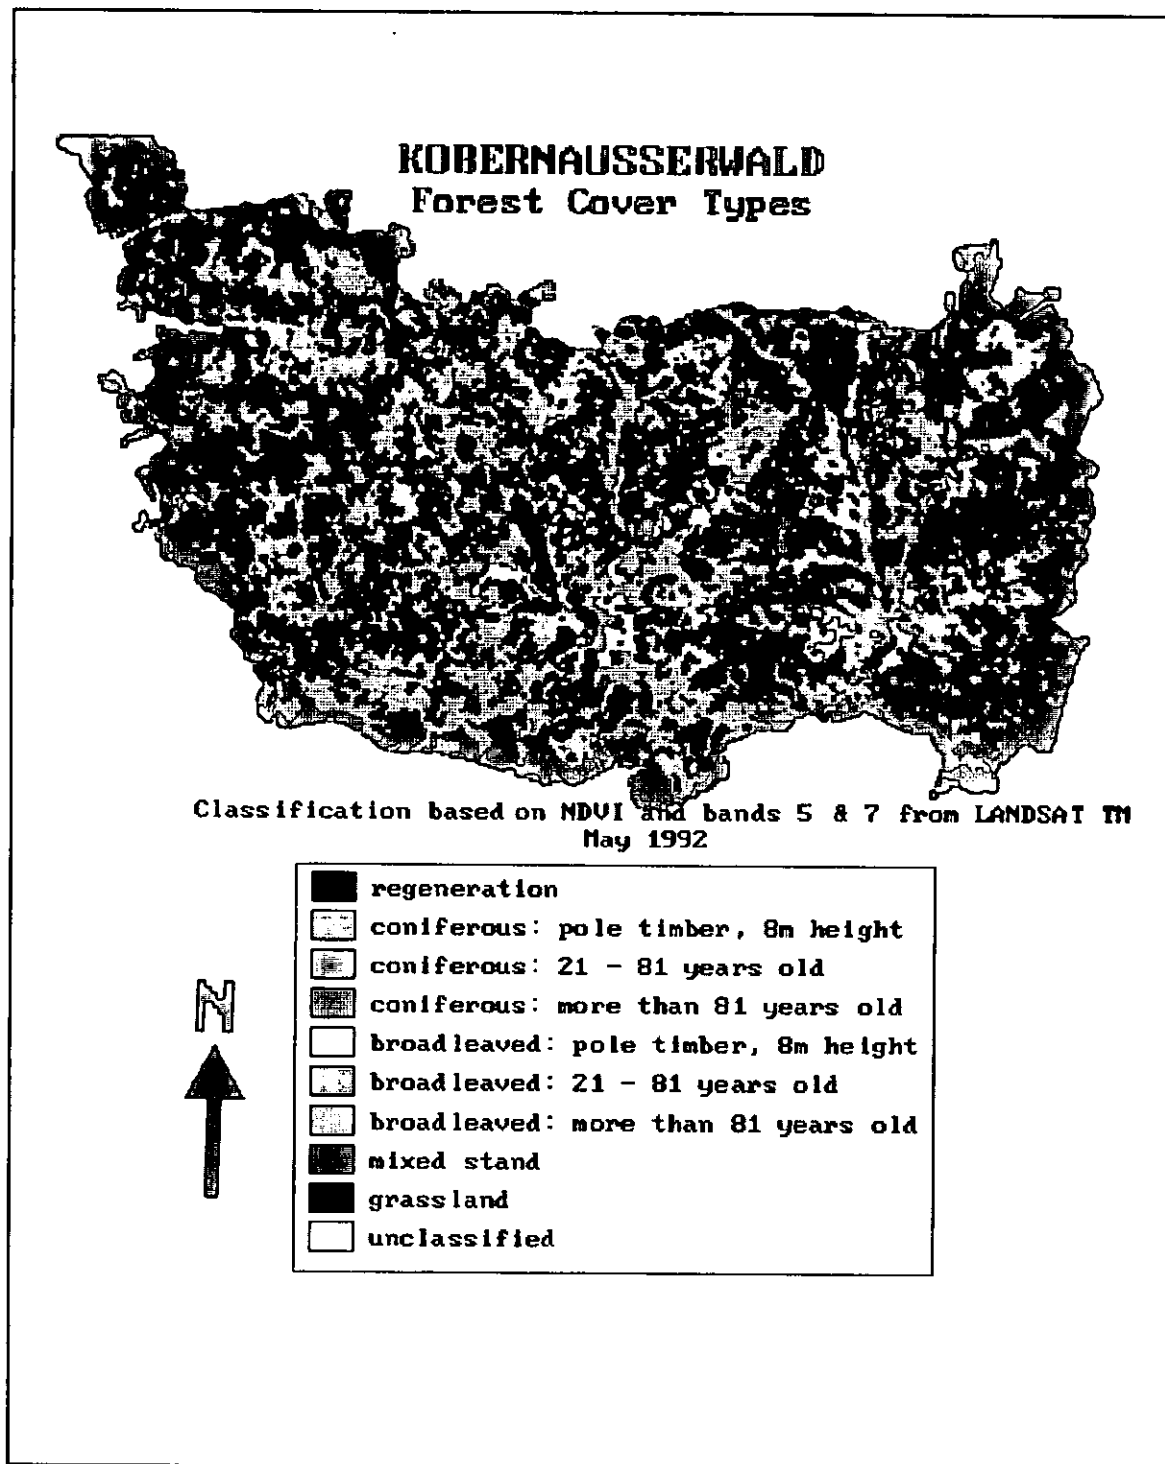 KOBERNAUSSERWALD
Forest Cover Types
Classification based on NDVI and bands 5 & 7 from LANDSAT TM
May 1992
regeneration
coniferous: pole timber, 8m height
coniferous: 21 - 81 years old
coniferous: more than 81 years old
broadleaved: pole timber, 8m height
broadleaved: 21 - 81 years old
broadleaved: more than 81 years old
mixed stand
grassland
unclassified
N